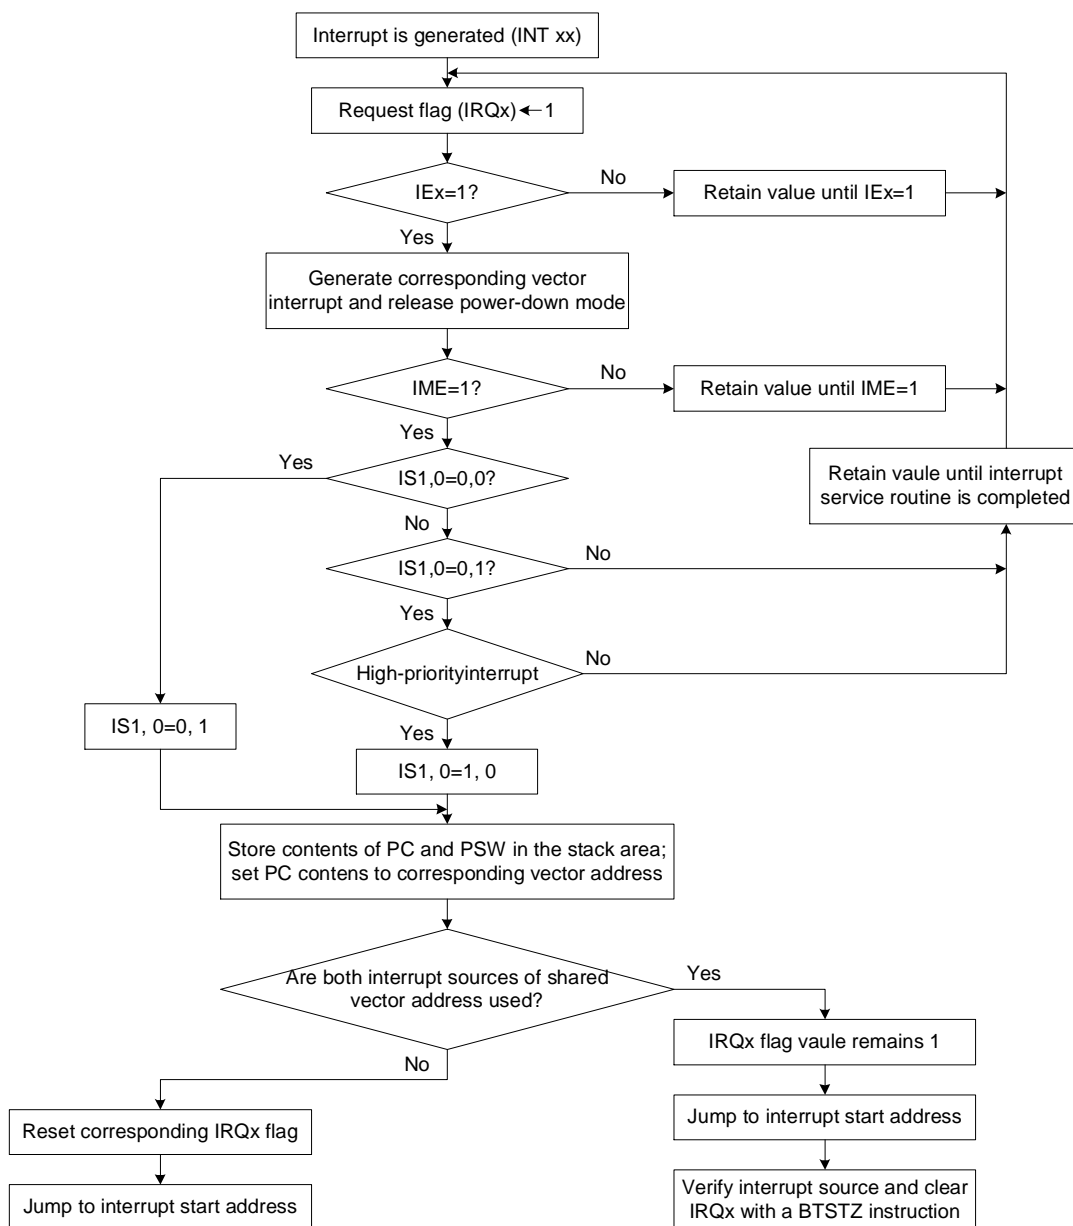 Interrupt is generated (INT xx)
Request flag (IRQx)←1
IEx=1?
No
Retain value until IEx=1
Yes
Generate corresponding vector
interrupt and release power-down mode
IME=1?
No
Retain value until IME=1
Yes
Yes
IS1,0=0,0?
Retain vaule until interrupt
service routine is completed
No
IS1,0=0,1?
No
Yes
High-priorityinterrupt
No
IS1, 0=0, 1
Yes
IS1, 0=1, 0
Store contents of PC and PSW in the stack area;
set PC contens to corresponding vector address
Are both interrupt sources of shared
vector address used?
Yes
No
IRQx flag vaule remains 1
Reset corresponding IRQx flag
Jump to interrupt start address
Jump to interrupt start address
Verify interrupt source and clear
IRQx with a BTSTZ instruction